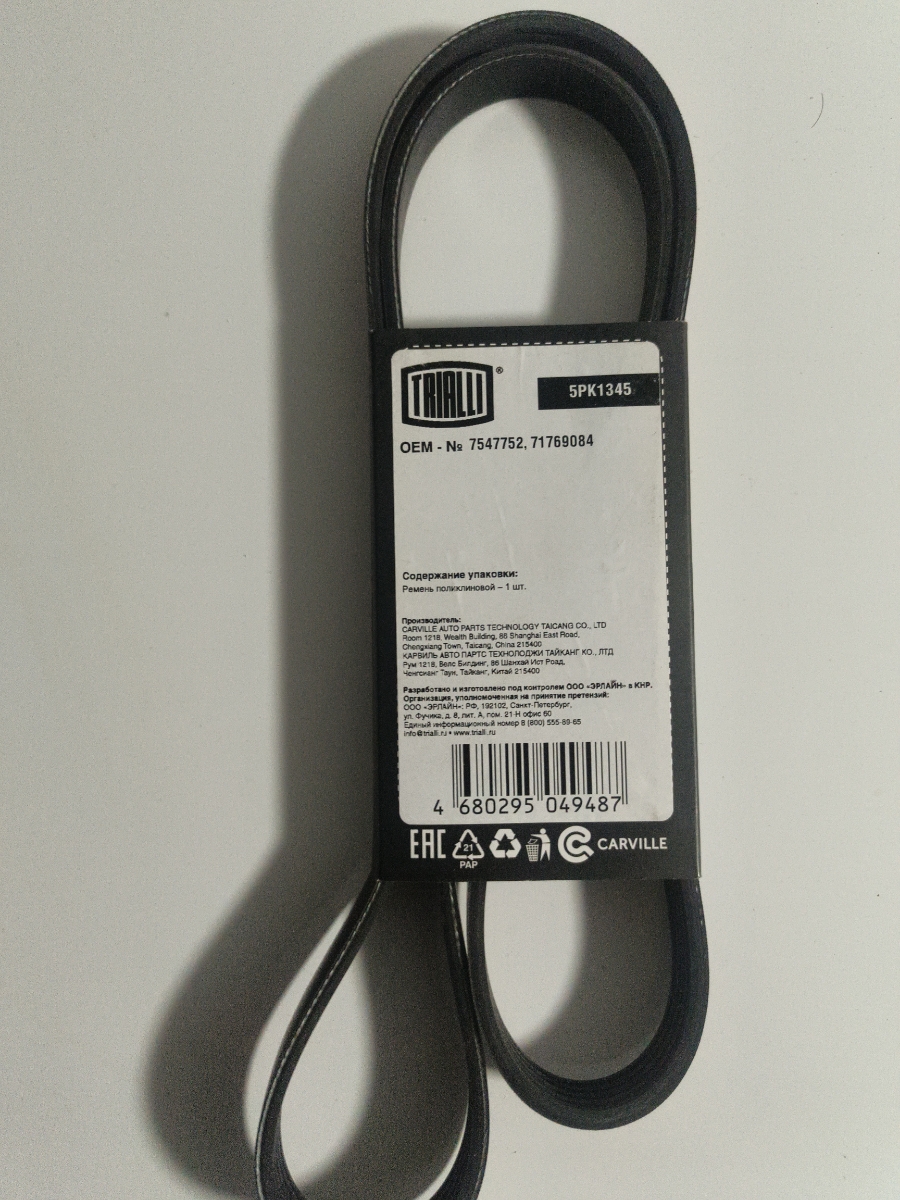 TRIALLI®
5PK1345
OEM - № 7547752, 71769084
Содержание упаковки:
Ремень поликлиновой – 1 шт.
Производитель:
CARVILLE AUTO PARTS TECHNOLOGY TAICANG CO., LTD
Room 1218, Wealth Building, 86 Shanghai East Road,
Chengxiang Town, Taicang, China 215400
КАРВИЛЬ АВТО ПАРТС ТЕХНОЛОДЖИ ТАЙКАНГ КО., ЛТД
Рум 1218, Велс Билдинг, 86 Шанхай Ист Роад,
Ченгсианг Таун, Тайканг, Китай 215400
Разработано и изготовлено под контролем ООО «ЭРЛАЙН» в КНР.
Организация, уполномоченная на принятие претензий:
ООО «ЭРЛАЙН»: РФ, 192102, Санкт-Петербург,
ул. Фучика, д. 8, лит. А, пом. 21-Н офис 60
Единый информационный номер 8 (800) 555-89-65
info@trialli.ru • www.trialli.ru
4 680295 049487
EAC 21 PAP CARVILLE